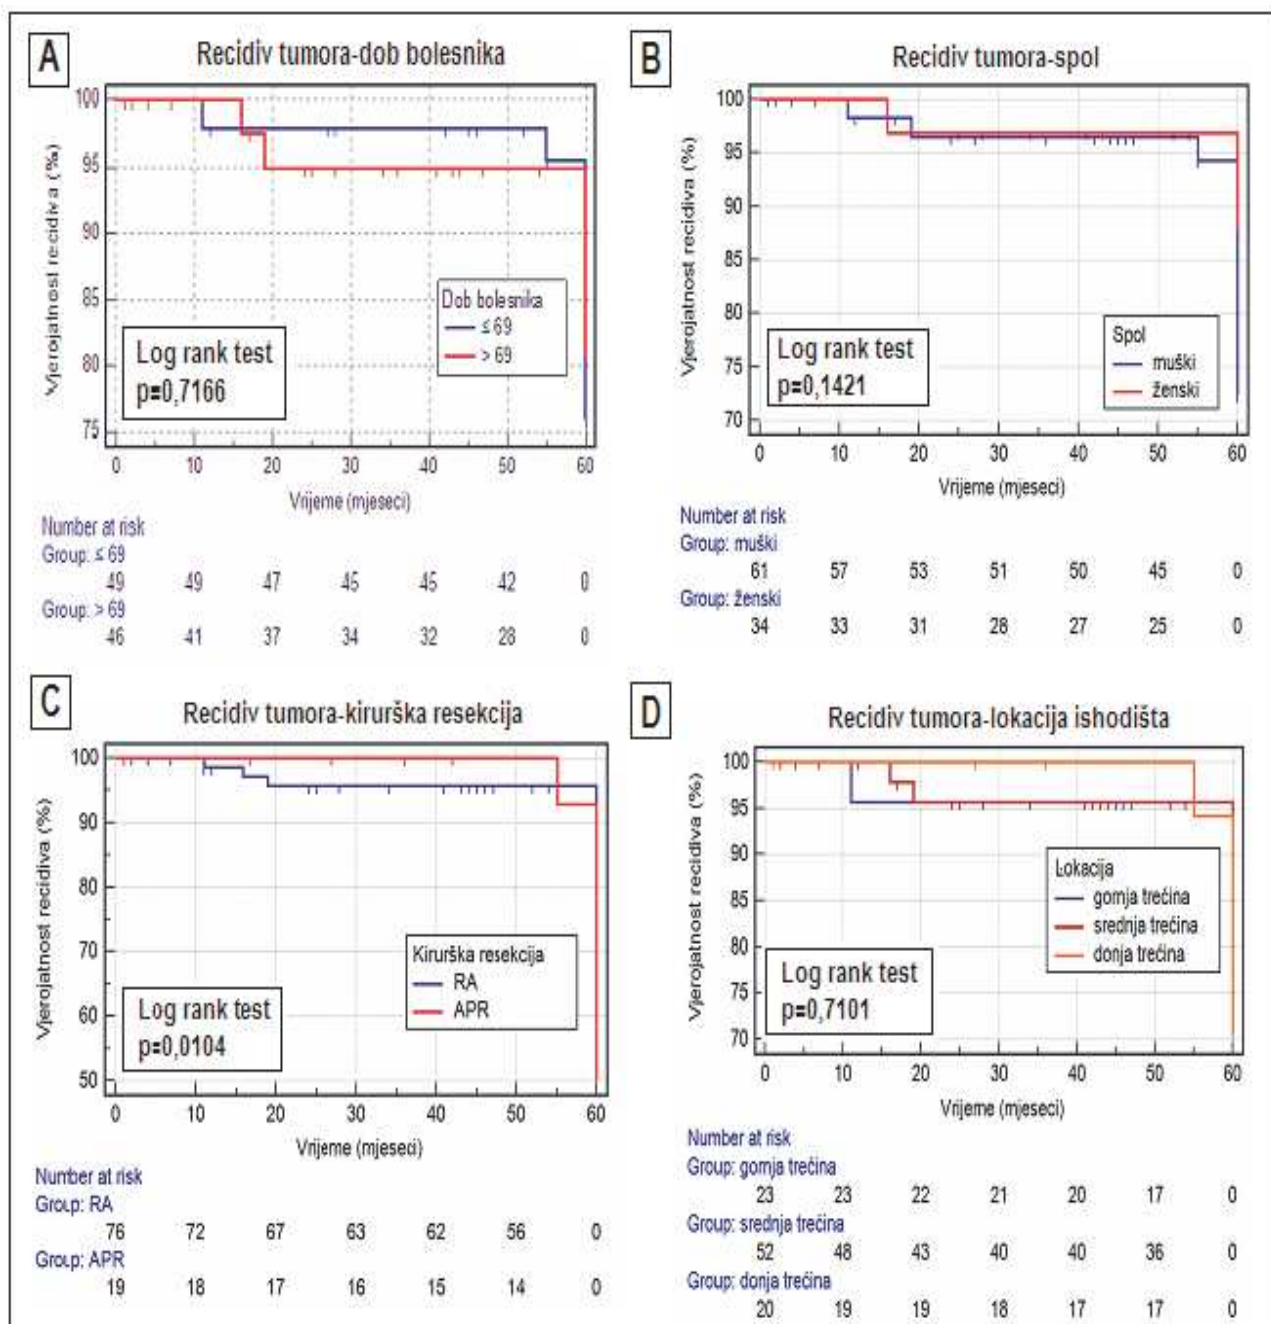 A
Recidiv tumora-dob bolesnika
Vjerojatnost recidiva (%)
100
95
90
85
80
75
Dob bolesnika
≤ 69
> 69
Log rank test
p=0,7166
0 10 20 30 40 50 60
Vrijeme (mjeseci)
Number at risk
Group: ≤ 69
49 49 47 45 45 42 0
Group: > 69
46 41 37 34 32 28 0
B
Recidiv tumora-spol
Vjerojatnost recidiva (%)
100
95
90
85
80
75
70
Spol
muški
ženski
Log rank test
p=0,1421
0 10 20 30 40 50 60
Vrijeme (mjeseci)
Number at risk
Group: muški
61 57 53 51 50 45 0
Group: ženski
34 33 31 28 27 25 0
C
Recidiv tumora-kirurška resekcija
Vjerojatnost recidiva (%)
100
90
80
70
60
50
Kirurška resekcija
RA
APR
Log rank test
p=0,0104
0 10 20 30 40 50 60
Vrijeme (mjeseci)
Number at risk
Group: RA
76 72 67 63 62 56 0
Group: APR
19 18 17 16 15 14 0
D
Recidiv tumora-lokacija ishodišta
Vjerojatnost recidiva (%)
100
95
90
85
80
75
70
Lokacija
gornja trećina
srednja trećina
donja trećina
Log rank test
p=0,7101
0 10 20 30 40 50 60
Vrijeme (mjeseci)
Number at risk
Group: gornja trećina
23 23 22 21 20 17 0
Group: srednja trećina
52 48 43 40 40 36 0
Group: donja trećina
20 19 19 18 17 17 0